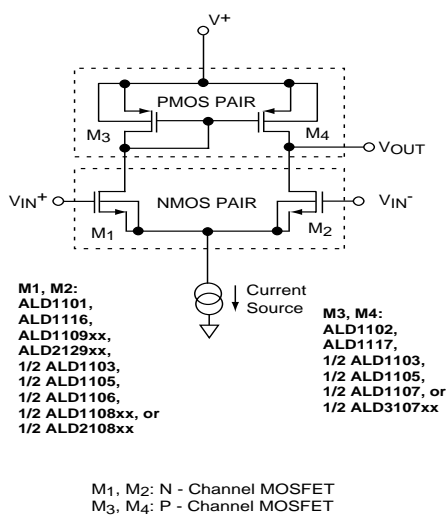 V+
PMOS PAIR
M3
M4
VOUT
VIN+
NMOS PAIR
VIN-
M1
M2
Current
Source
M1, M2:
ALD1101,
ALD1116,
ALD1109xx,
ALD2129xx,
1/2 ALD1103,
1/2 ALD1105,
1/2 ALD1106,
1/2 ALD1108xx, or
1/2 ALD2108xx
M3, M4:
ALD1102,
ALD1117,
1/2 ALD1103,
1/2 ALD1105,
1/2 ALD1107, or
1/2 ALD3107xx
M1, M2: N - Channel MOSFET
M3, M4: P - Channel MOSFET